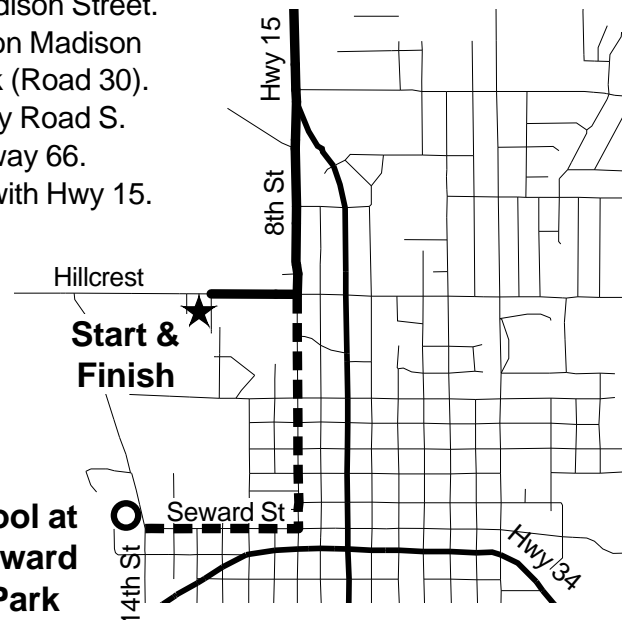 dison Street.
on Madison
k (Road 30).
y Road S.
way 66.
with Hwy 15.
Hwy 15
8th St
Hillcrest
Start &
Finish
Seward St
ool at
ward
Park
14th St
Hwy 34